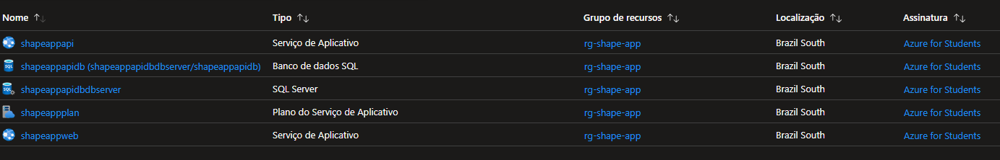 Nome ↑↓ Tipo ↑↓ Grupo de recursos ↑↓ Localização ↑↓ Assinatura ↑↓
shapeappapi Serviço de Aplicativo rg-shape-app Brazil South Azure for Students
shapeappapidb (shapeappapidbdbserver/shapeappapidb) Banco de dados SQL rg-shape-app Brazil South Azure for Students
shapeappapidbdbserver SQL Server rg-shape-app Brazil South Azure for Students
shapeappplan Plano do Serviço de Aplicativo rg-shape-app Brazil South Azure for Students
shapeappweb Serviço de Aplicativo rg-shape-app Brazil South Azure for Students